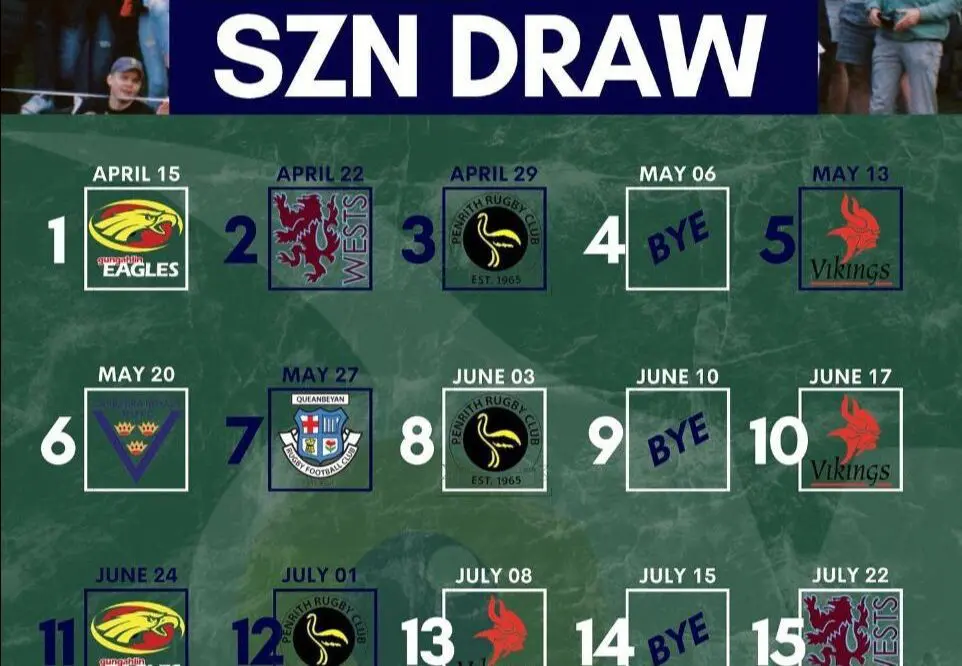 SZN DRAW
APRIL 15
APRIL 22
APRIL 29
MAY 06
MAY 13
1
gungahlin
EAGLES
2
WESTS
3
PENRITH RUGBY CLUB
EST. 1965
4
BYE
5
Vikings
MAY 20
MAY 27
JUNE 03
JUNE 10
JUNE 17
6
7
QUEANBEYAN
RUGBY FOOTBALL CLUB
8
PENRITH RUGBY CLUB
EST. 1965
9
BYE
10
Vikings
JUNE 24
JULY 01
JULY 08
JULY 15
JULY 22
11
gungahlin
EAGLES
12
PENRITH RUGBY CLUB
13
14
BYE
15